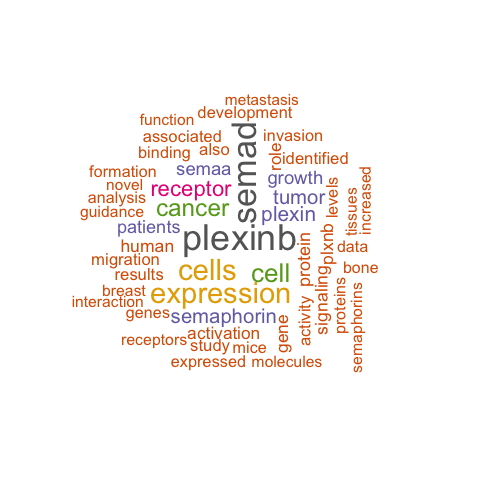 metastasis
development
function
associated
also
invasion
binding
role
identified
semad
semaa
formation
novel
receptor
growth
analysis
cancer
tumor
levels
tissues
increased
guidance
plexin
patients
plexinb
plxnb
human
protein
data
migration
cells
cell
bone
results
signaling
proteins
semaphorins
breast
expression
interaction
genes
semaphorin
activity
gene
activation
receptors
study
mice
expressed
molecules